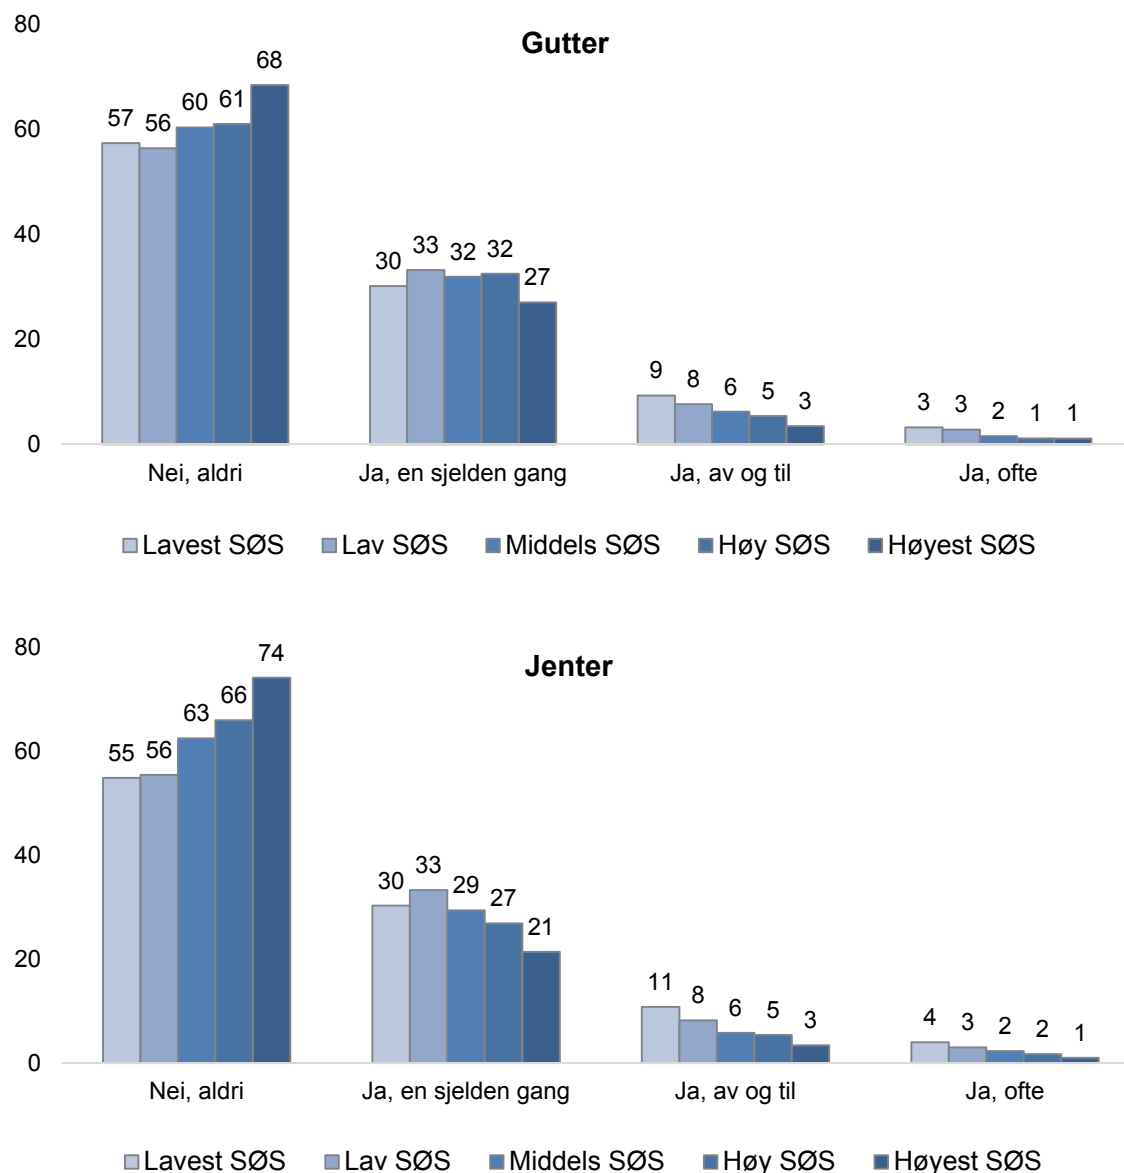 80
Gutter
68
57 56 60 61
60
40
30 33 32 32 27
20
9 8 6 5 3
3 3 2 1 1
0
Nei, aldri Ja, en sjelden gang Ja, av og til Ja, ofte
Lavest SØS Lav SØS Middels SØS Høy SØS Høyest SØS
80
Jenter
74
55 56 63 66
60
40
30 33 29 27 21
20
11 8 6 5 3
4 3 2 2 1
0
Nei, aldri Ja, en sjelden gang Ja, av og til Ja, ofte
Lavest SØS Lav SØS Middels SØS Høy SØS Høyest SØS